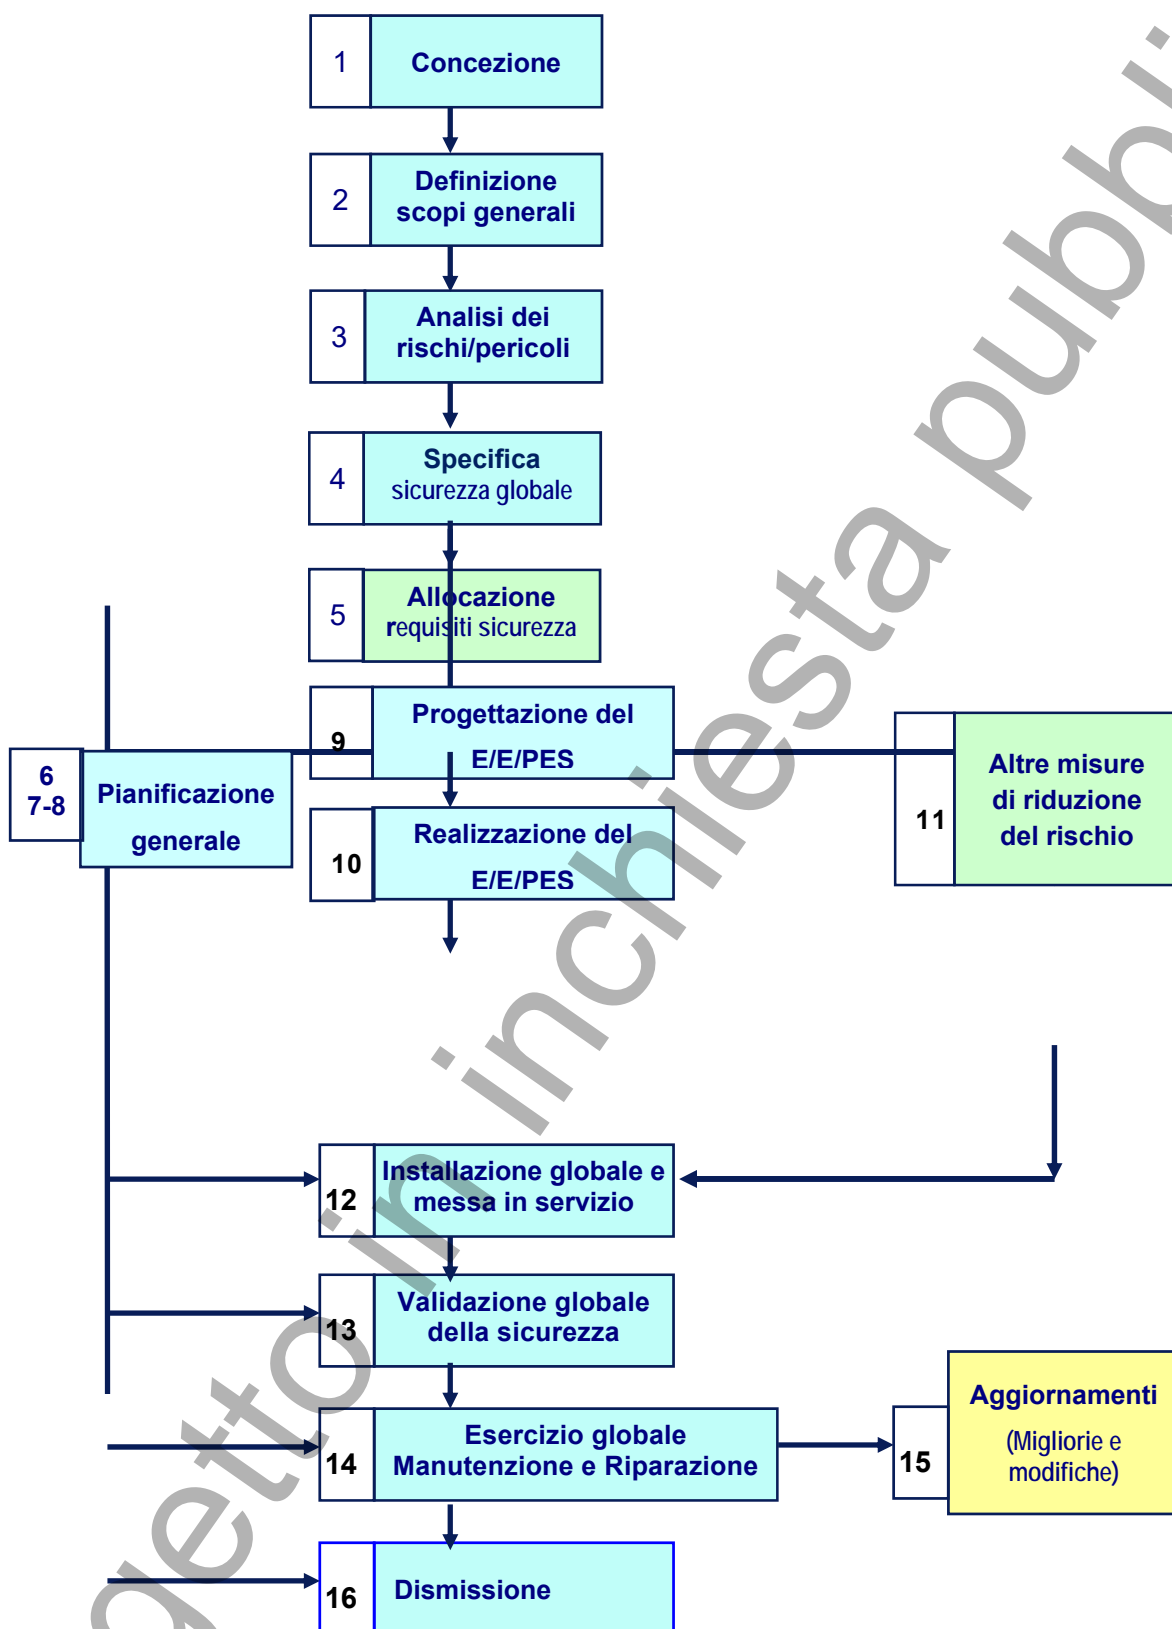 1
Concezione
2
Definizione
scopi generali
3
Analisi dei
rischi/pericoli
4
Specifica
sicurezza globale
5
Allocazione
requisiti sicurezza
9
Progettazione del
E/E/PES
6
7-8
Pianificazione
generale
10
Realizzazione del
E/E/PES
11
Altre misure
di riduzione
del rischio
12
Installazione globale e
messa in servizio
13
Validazione globale
della sicurezza
14
Esercizio globale
Manutenzione e Riparazione
15
Aggiornamenti
(Migliorie e
modifiche)
16
Dismissione
getto in inchiesta pubbli